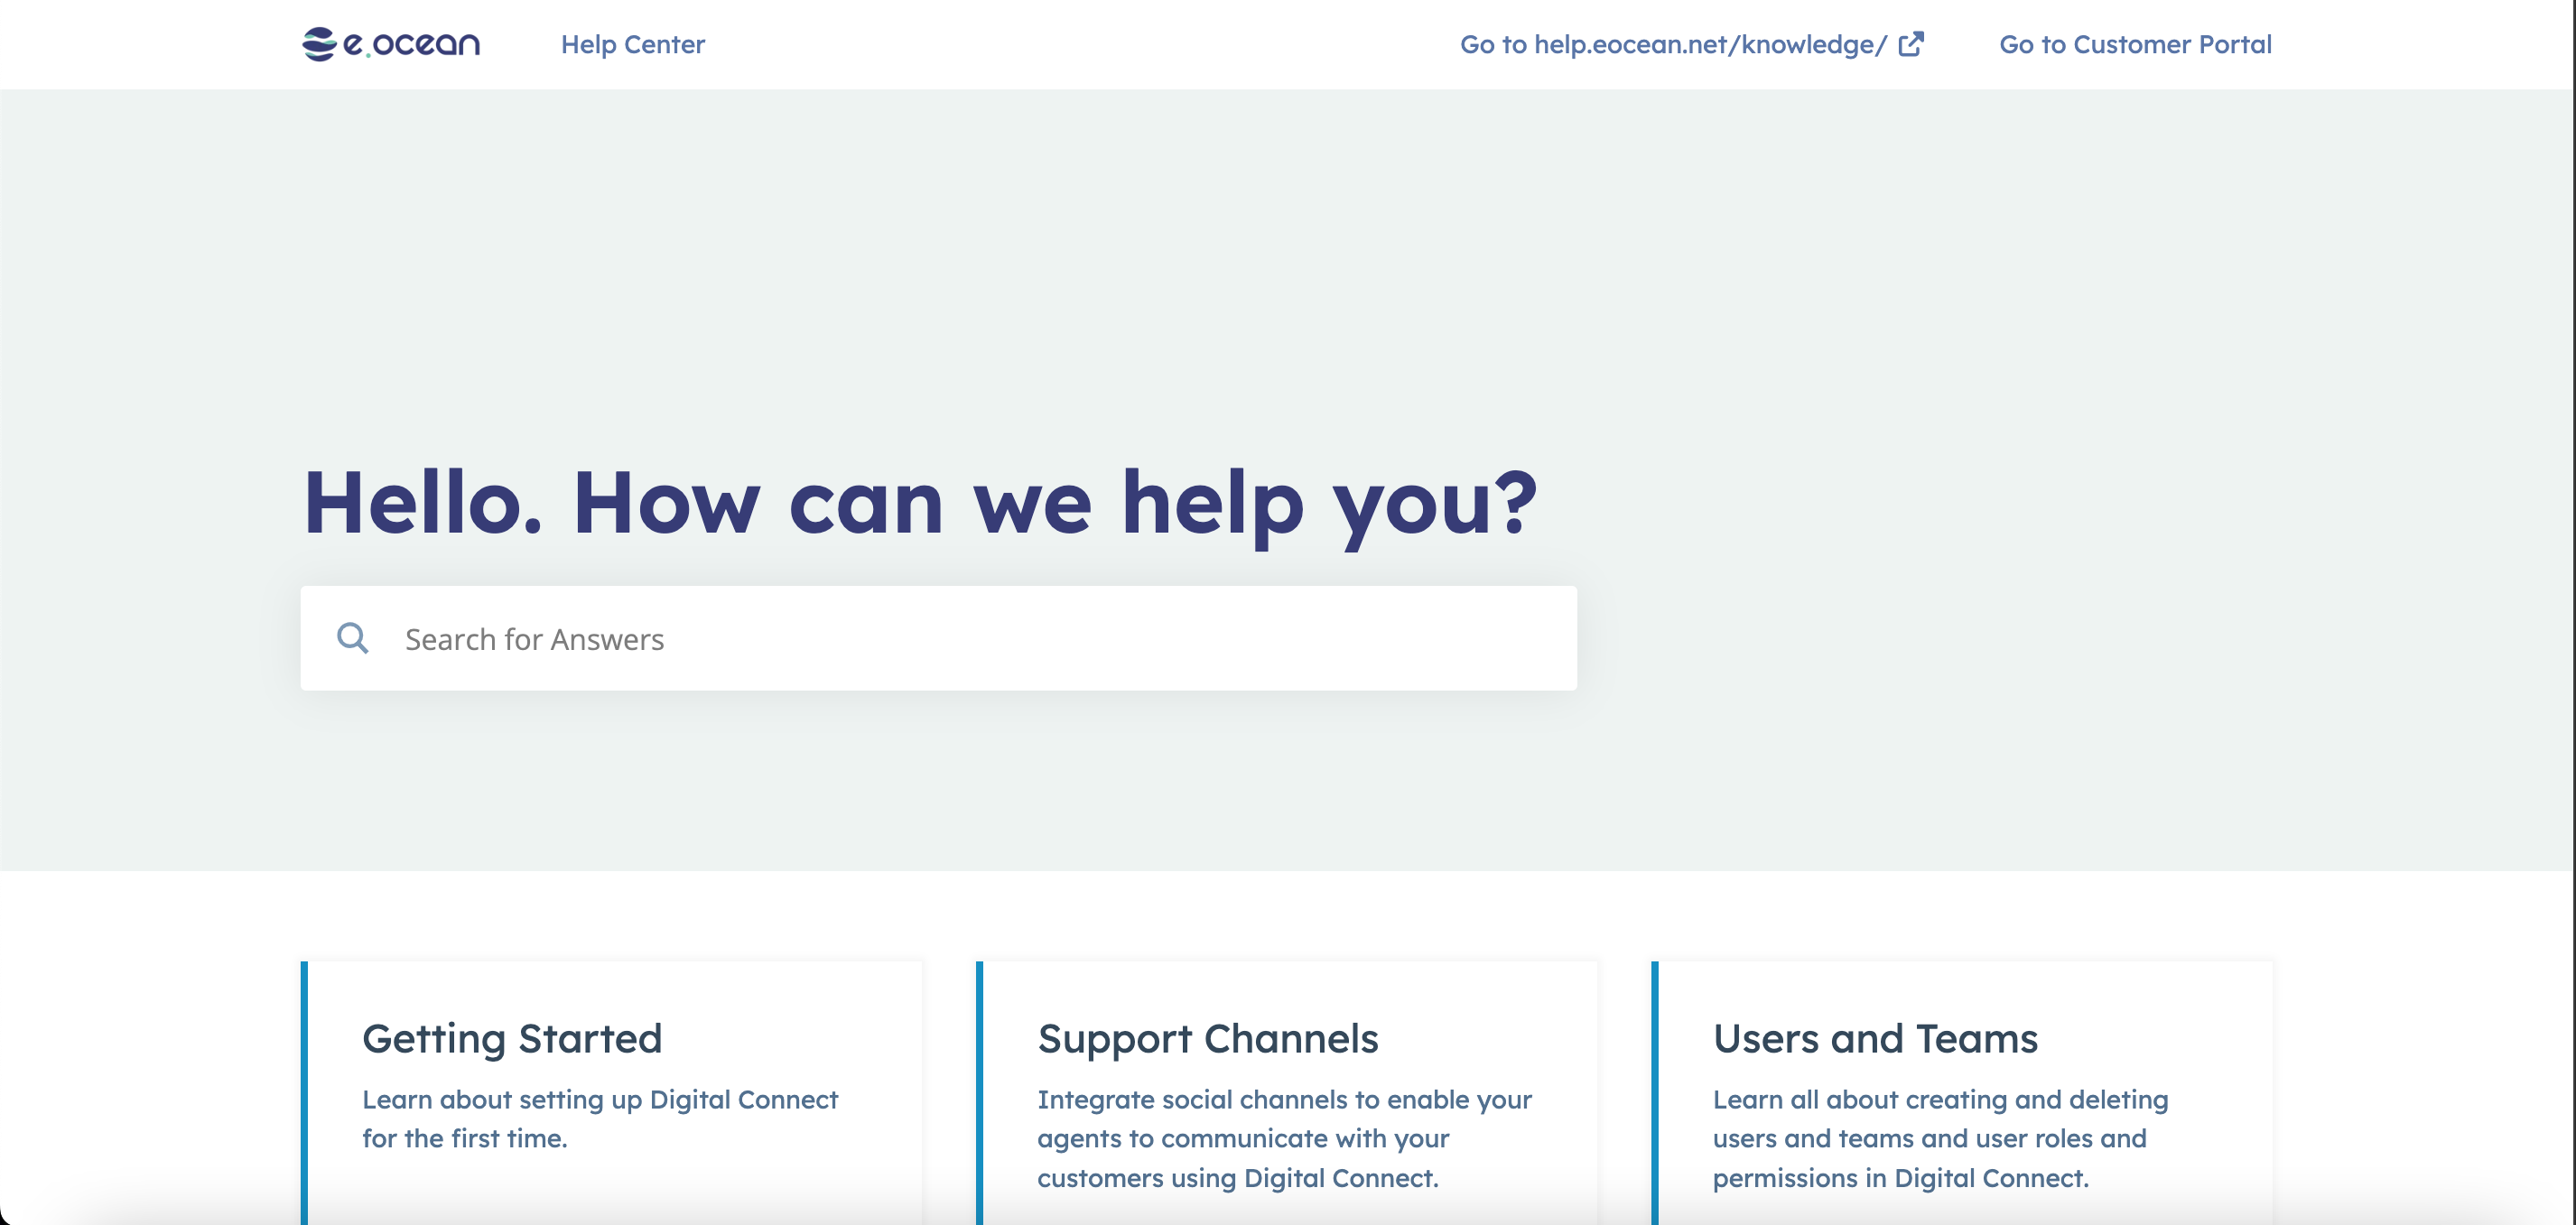 e.ocean
Help Center
Go to help.eocean.net/knowledge/
Go to Customer Portal
Hello. How can we help you?
Search for Answers
Getting Started
Learn about setting up Digital Connect
for the first time.
Support Channels
Integrate social channels to enable your
agents to communicate with your
customers using Digital Connect.
Users and Teams
Learn all about creating and deleting
users and teams and user roles and
permissions in Digital Connect.